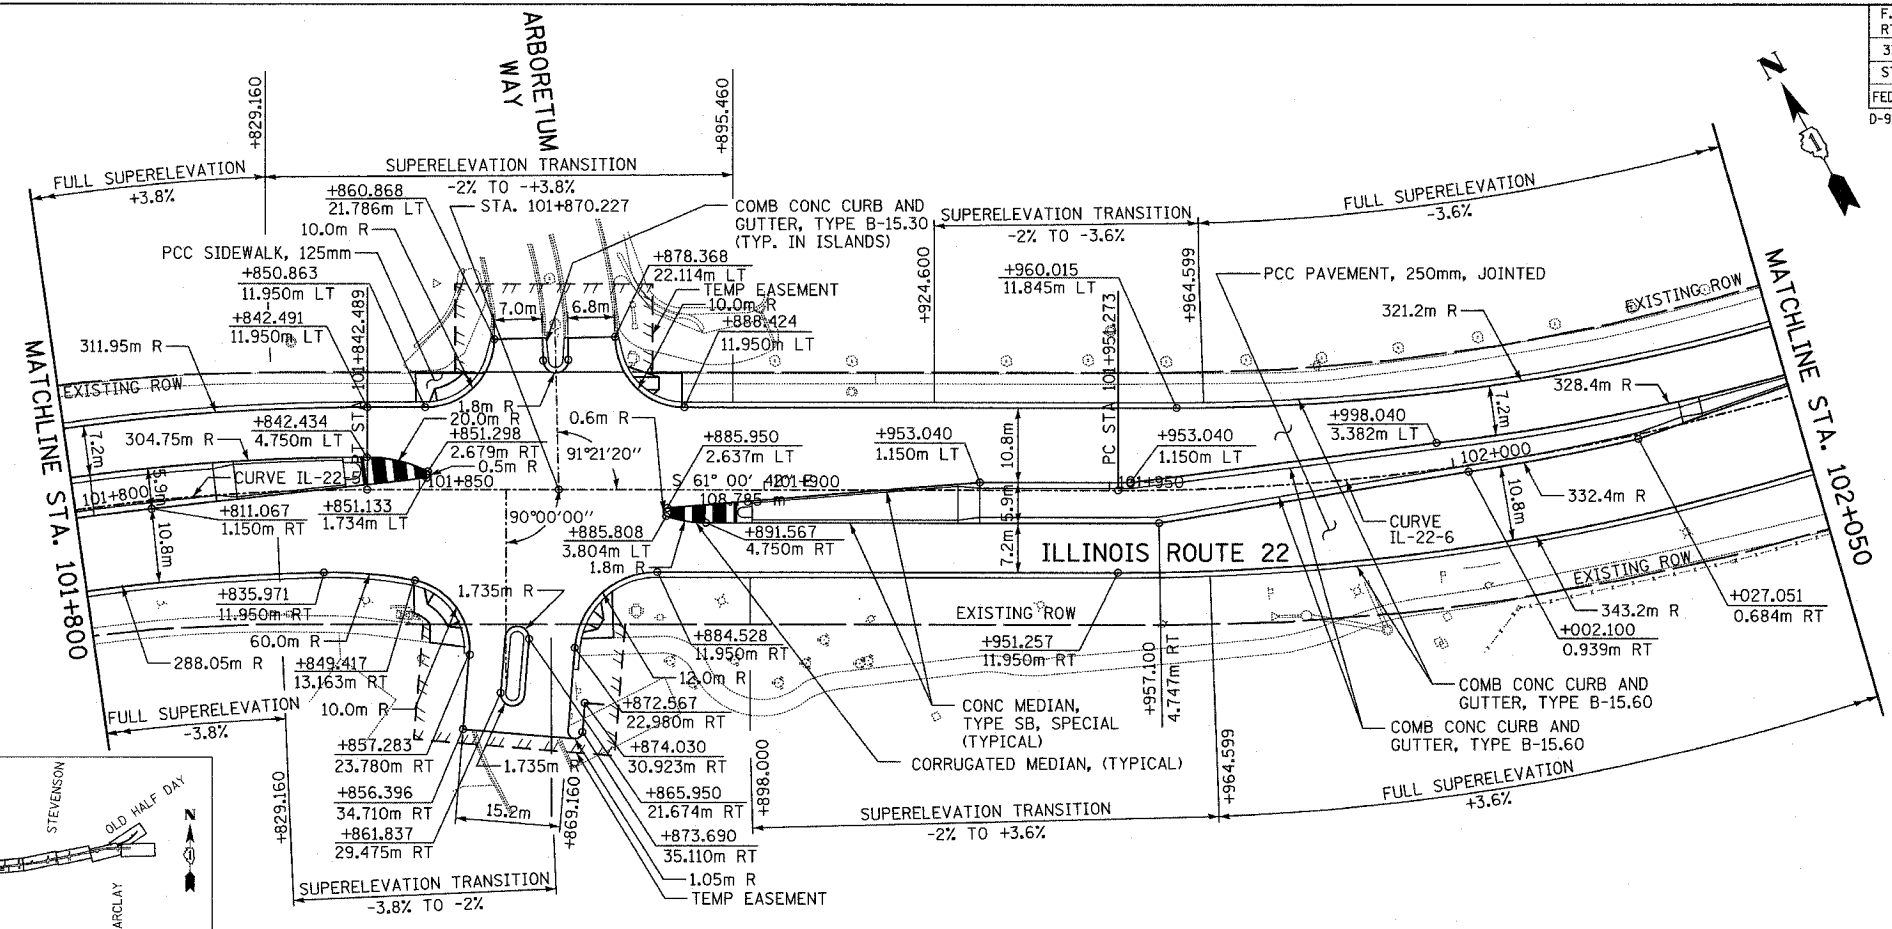 F.
R
3
S
FED
D-9
N
ARBORETUM
WAY
+829.160
+895.460
FULL SUPERELEVATION
+3.8%
SUPERELEVATION TRANSITION
-2% TO -+3.8%
+860.868
21.786m LT
STA. 101+870.227
10.0m R
PCC SIDEWALK, 125mm
+850.863
11.950m LT
+842.491
11.950m LT
311.95m R
EXISTING ROW
COMB CONC CURB AND
GUTTER, TYPE B-15.30
(TYP. IN ISLANDS)
+878.368
22.114m LT
TEMP EASEMENT
10.0m R
+888.424
11.950m LT
7.0m
6.8m
SUPERELEVATION TRANSITION
-2% TO -3.6%
FULL SUPERELEVATION
-3.6%
+924.600
+964.599
+960.015
11.845m LT
PCC PAVEMENT, 250mm, JOINTED
321.2m R
EXISTING ROW
328.4m R
MATCHLINE STA. 101+800
MATCHLINE STA. 102+050
PT STA 101+842.489
7.2m
304.75m R
+842.434
4.750m LT
1.8m R
20.0m R
+851.298
2.679m RT
0.5m R
101+850
CURVE IL-22-5
101+800
5.9m
+811.067
1.150m RT
10.8m
+851.133
1.734m LT
0.6m R
91°21'20"
90°00'00"
+885.950
2.637m LT
+953.040
1.150m LT
S 61° 00'
108.785 m
+885.808
3.804m LT
1.8m R
+891.567
4.750m RT
10.8m
5.9m
7.2m
PC STA
+953.040
1.150m LT
101+950
+998.040
3.382m LT
7.2m
102+000
10.8m
332.4m R
CURVE
IL-22-6
ILLINOIS ROUTE 22
EXISTING ROW
+835.971
11.950m RT
60.0m R
288.05m R
+849.417
13.163m RT
10.0m R
1.735m R
+884.528
11.950m RT
12.0m R
EXISTING ROW
+951.257
11.950m RT
+957.100
4.747m RT
343.2m R
+002.100
0.939m RT
+027.051
0.684m RT
FULL SUPERELEVATION
-3.8%
+857.283
23.780m RT
+856.396
34.710m RT
+861.837
29.475m RT
1.735m R
15.2m
+872.567
22.980m RT
+874.030
30.923m RT
+865.950
21.674m RT
+873.690
35.110m RT
1.05m R
TEMP EASEMENT
CONC MEDIAN,
TYPE SB, SPECIAL
(TYPICAL)
CORRUGATED MEDIAN, (TYPICAL)
COMB CONC CURB AND
GUTTER, TYPE B-15.60
COMB CONC CURB AND
GUTTER, TYPE B-15.60
+829.160
+869.160
+898.000
+964.599
SUPERELEVATION TRANSITION
-3.8% TO -2%
SUPERELEVATION TRANSITION
-2% TO +3.6%
FULL SUPERELEVATION
+3.6%
STEVENSON
OLD HALF DAY
N
ARCLAY